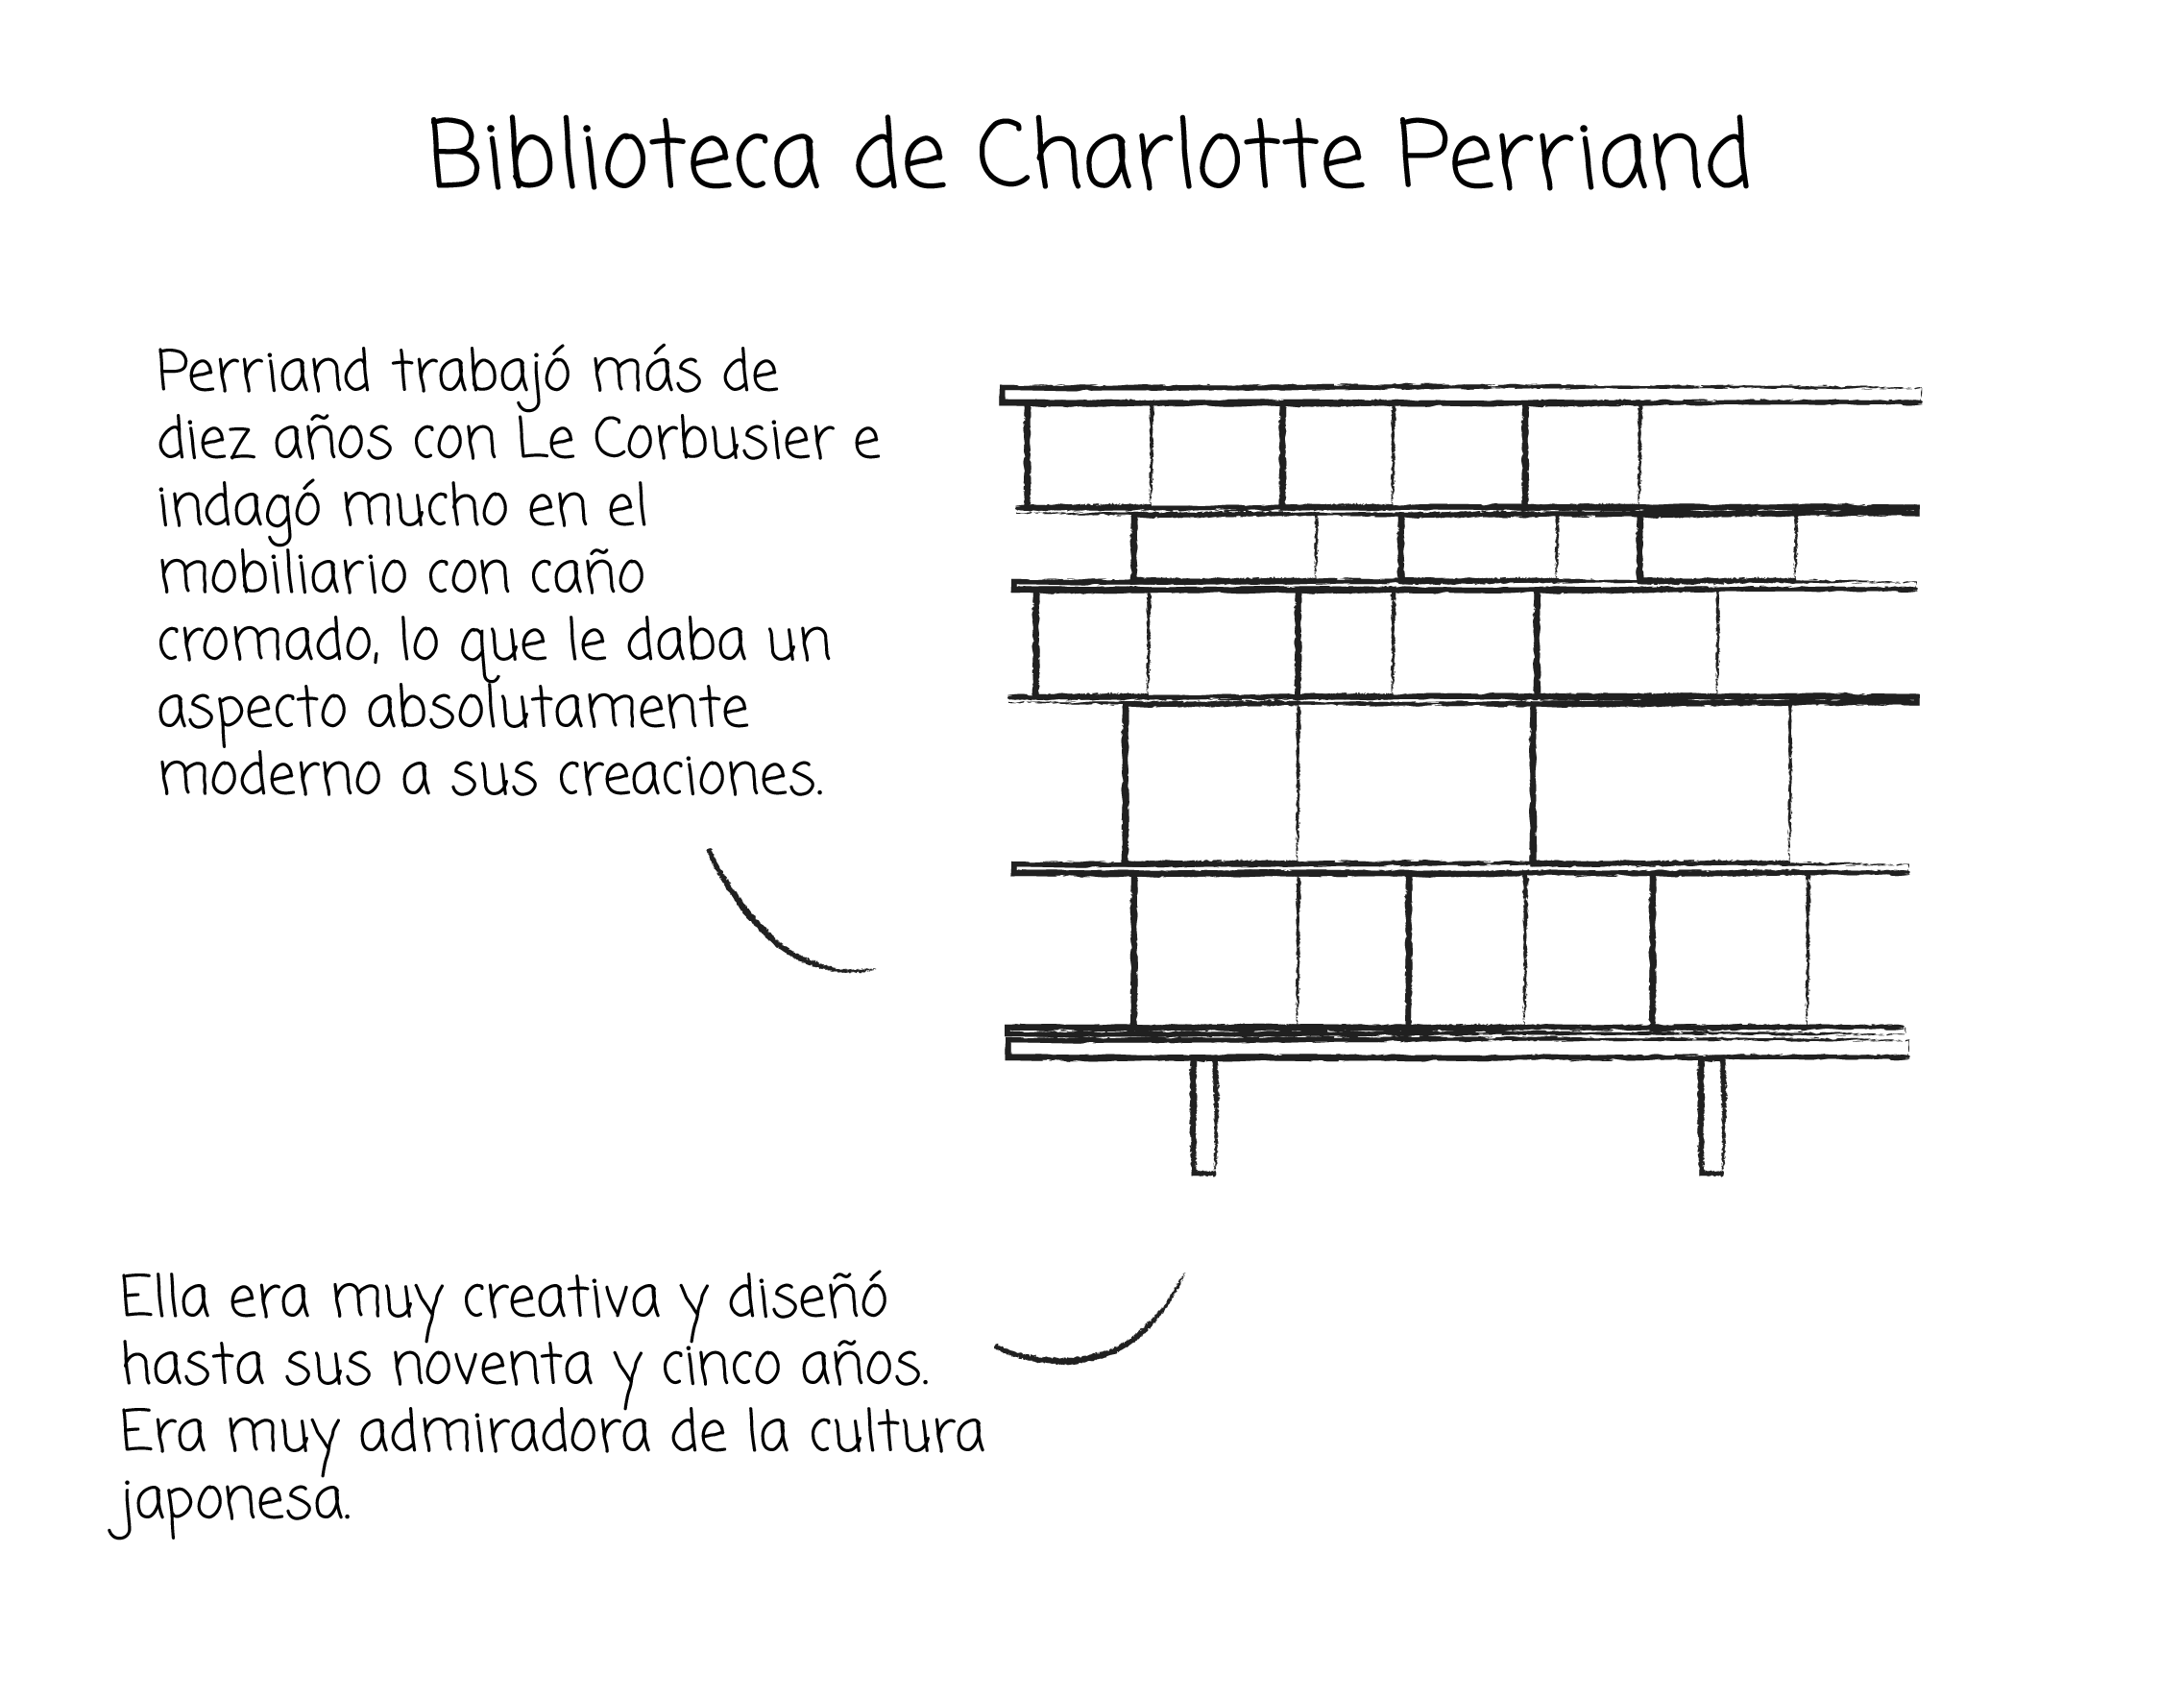 Biblioteca de Charlotte Perriand
Perriand trabajó más de
diez años con Le Corbusier e
indagó mucho en el
mobiliario con caño
cromado, lo que le daba un
aspecto absolutamente
moderno a sus creaciones.
Ella era muy creativa y diseñó
hasta sus noventa y cinco años.
Era muy admiradora de la cultura
japonesa.